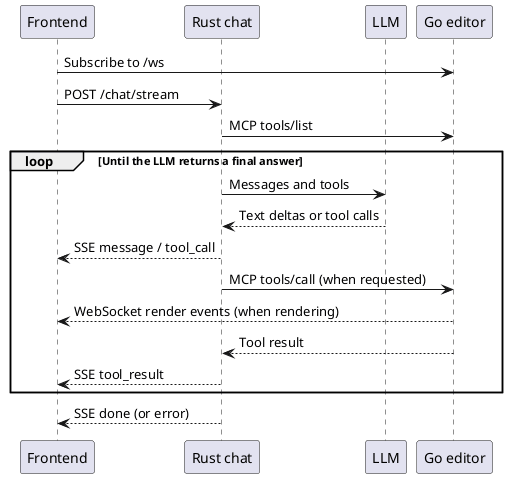 Frontend Rust chat LLM Go editor
Subscribe to /ws
POST /chat/stream
MCP tools/list
loop [Until the LLM returns a final answer]
Messages and tools
Text deltas or tool calls
SSE message / tool_call
MCP tools/call (when requested)
WebSocket render events (when rendering)
Tool result
SSE tool_result
SSE done (or error)
Frontend Rust chat LLM Go editor